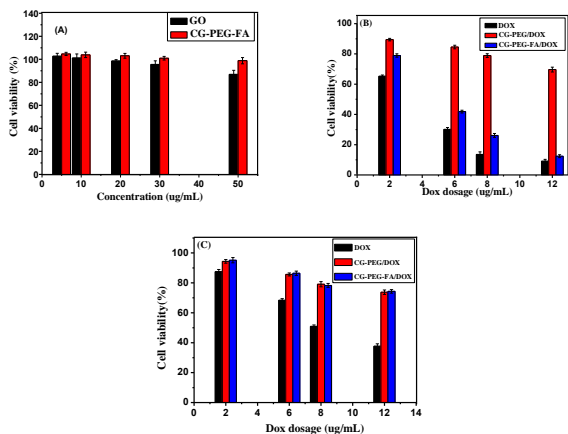 (A)
GO
CG-PEG-FA
Cell viability (%)
140
120
100
80
60
40
20
0
0 10 20 30 40 50
Concentration (ug/mL)
(B)
DOX
CG-PEG/DOX
CG-PEG-FA/DOX
Cell viability(%)
100
80
60
40
20
0
0 2 4 6 8 10 12
Dox dosage (ug/mL)
(C)
DOX
CG-PEG/DOX
CG-PEG-FA/DOX
Cell viability(%)
100
80
60
40
20
0
0 2 4 6 8 10 12 14
Dox dosage (ug/mL)